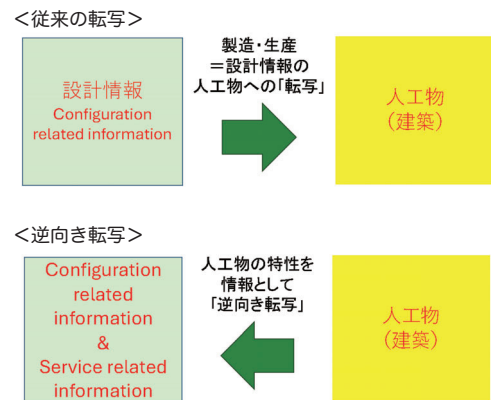 ＜従来の転写＞
設計情報
Configuration
related information
製造・生産
＝設計情報の
人工物への「転写」
人工物
（建築）
＜逆向き転写＞
Configuration
related
information
&
Service related
information
人工物の特性を
情報として
「逆向き転写」
人工物
（建築）